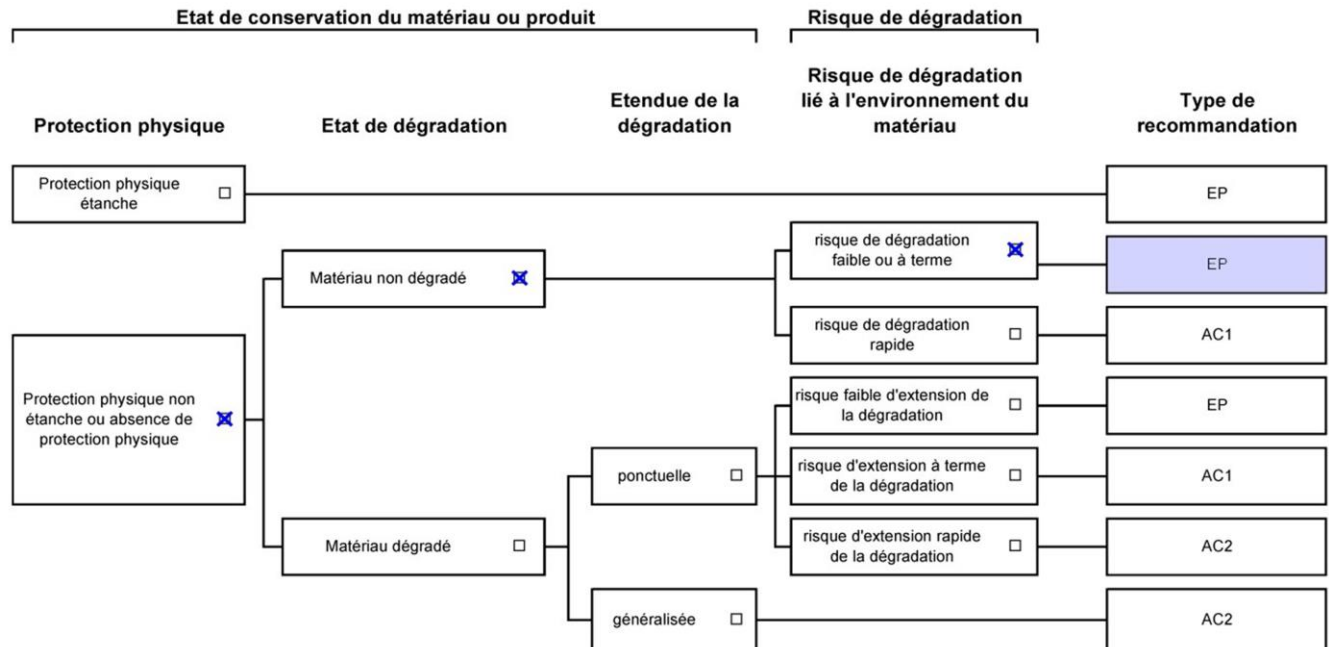 Etat de conservation du matériau ou produit
Risque de dégradation
Protection physique
Etat de dégradation
Etendue de la
dégradation
Risque de dégradation
lié à l'environnement du
matériau
Type de
recommandation
Protection physique
étanche
EP
risque de dégradation
faible ou à terme
EP
Matériau non dégradé
risque de dégradation
rapide
AC1
Protection physique non
étanche ou absence de
protection physique
risque faible d'extension de
la dégradation
EP
ponctuelle
risque d'extension à terme
de la dégradation
AC1
Matériau dégradé
risque d'extension rapide
de la dégradation
AC2
généralisée
AC2